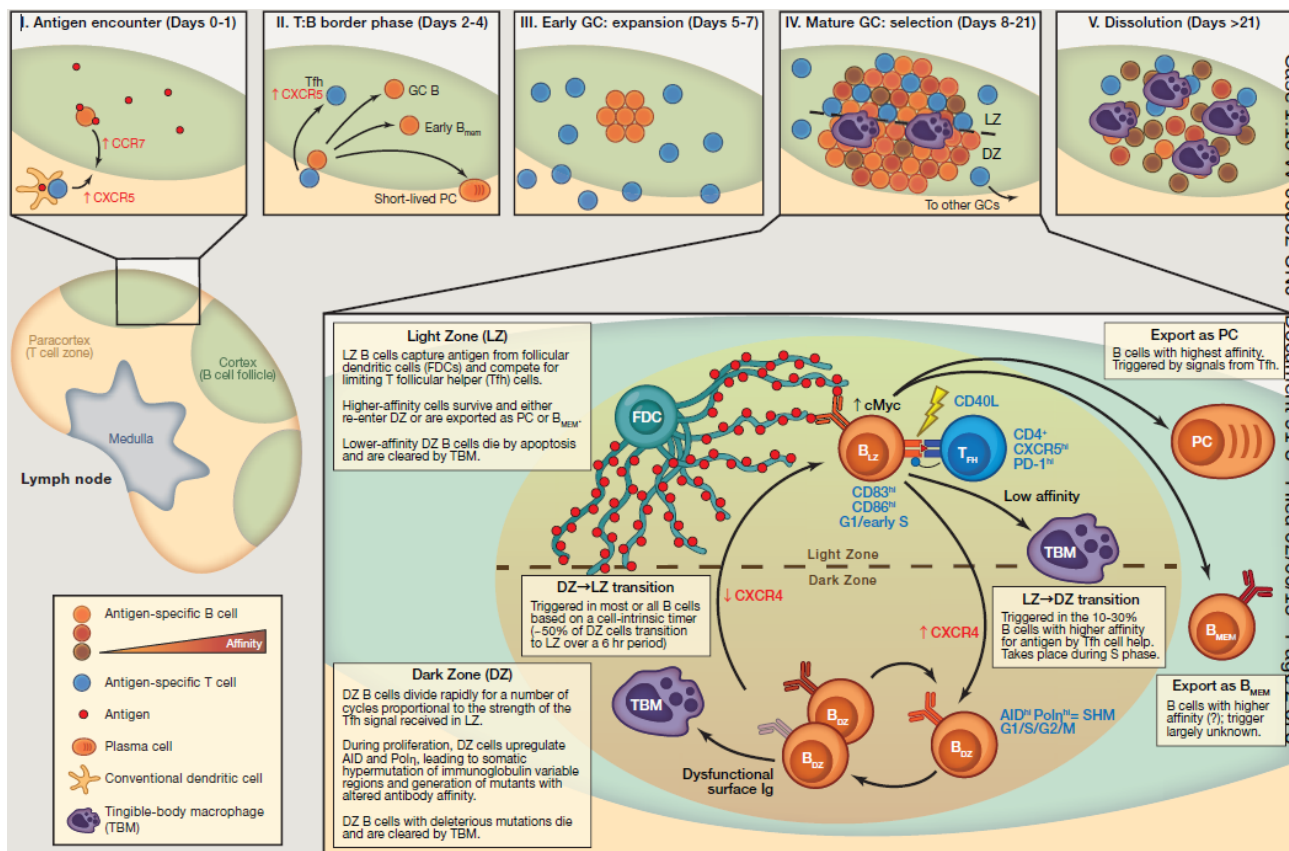 I. Antigen encounter (Days 0-1)
↑ CCR7
↑ CXCR5
II. T:B border phase (Days 2-4)
Tfh
↑ CXCR5
GC B
Early Bmem
Short-lived PC
III. Early GC: expansion (Days 5-7)
IV. Mature GC: selection (Days 8-21)
LZ
DZ
To other GCs
V. Dissolution (Days >21)
Paracortex
(T cell zone)
Cortex
(B cell follicle)
Medulla
Lymph node
Antigen-specific B cell
Affinity
Antigen-specific T cell
Antigen
Plasma cell
Conventional dendritic cell
Tingible-body macrophage
(TBM)
Light Zone (LZ)
LZ B cells capture antigen from follicular
dendritic cells (FDCs) and compete for
limiting T follicular helper (Tfh) cells.
Higher-affinity cells survive and either
re-enter DZ or are exported as PC or BMEM.
Lower-affinity DZ B cells die by apoptosis
and are cleared by TBM.
FDC
↑ cMyc
BLZ
CD83hi
CD86hi
G1/early S
CD40L
TFH
CD4+
CXCR5hi
PD-1hi
Low affinity
TBM
Export as PC
B cells with highest affinity.
Triggered by signals from Tfh.
PC
Light Zone
Dark Zone
DZ→LZ transition
Triggered in most or all B cells
based on a cell-intrinsic timer
(~50% of DZ cells transition
to LZ over a 6 hr period)
↓ CXCR4
↑ CXCR4
LZ→DZ transition
Triggered in the 10-30%
B cells with higher affinity
for antigen by Tfh cell help.
Takes place during S phase.
BMEM
Export as BMEM
B cells with higher
affinity (?); trigger
largely unknown.
Dark Zone (DZ)
DZ B cells divide rapidly for a number of
cycles proportional to the strength of the
Tfh signal received in LZ.
During proliferation, DZ cells upregulate
AID and Polη, leading to somatic
hypermutation of immunoglobulin variable
regions and generation of mutants with
altered antibody affinity.
DZ B cells with deleterious mutations die
and are cleared by TBM.
TBM
Dysfunctional
surface Ig
BDZ
BDZ
BDZ
AIDhi Polηhi= SHM
G1/S/G2/M